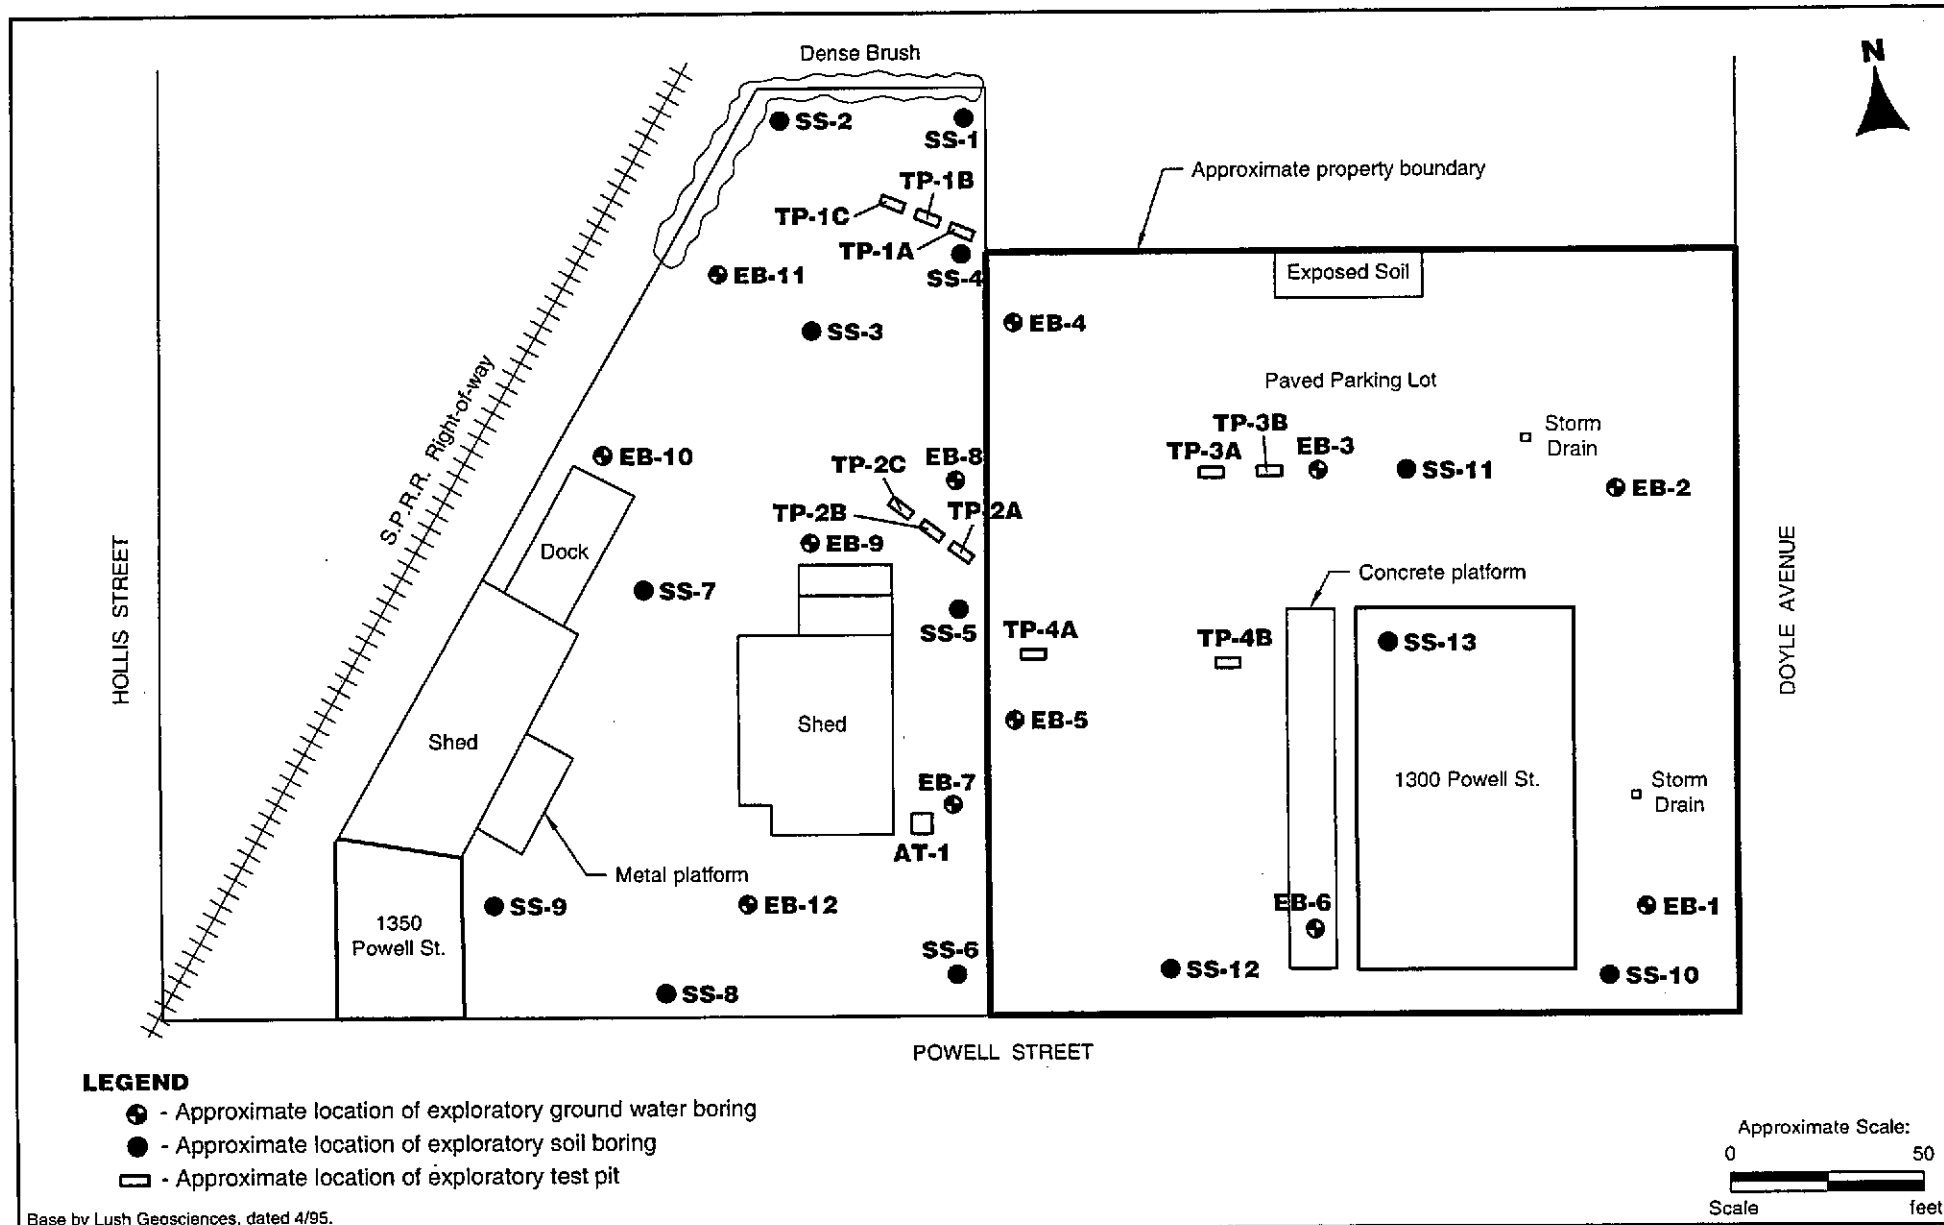 Dense Brush
N
SS-2
SS-1
Approximate property boundary
TP-1B
TP-1C
TP-1A
SS-4
EB-11
Exposed Soil
SS-3
EB-4
S.P.R.R. Right-of-way
Paved Parking Lot
EB-10
EB-8
TP-2C
TP-2B
TP-2A
TP-3B
TP-3A
EB-3
SS-11
Storm
Drain
EB-2
Dock
EB-9
Concrete platform
HOLLIS STREET
DOYLE AVENUE
SS-7
SS-5
TP-4A
TP-4B
SS-13
Shed
Shed
EB-5
1300 Powell St.
Storm
Drain
EB-7
AT-1
Metal platform
SS-9
EB-12
EB-6
EB-1
1350
Powell St.
SS-6
SS-8
SS-12
SS-10
POWELL STREET
LEGEND
- Approximate location of exploratory ground water boring
- Approximate location of exploratory soil boring
- Approximate location of exploratory test pit
Approximate Scale:
0 50
Scale feet
Base by Lush Geosciences, dated 4/95.